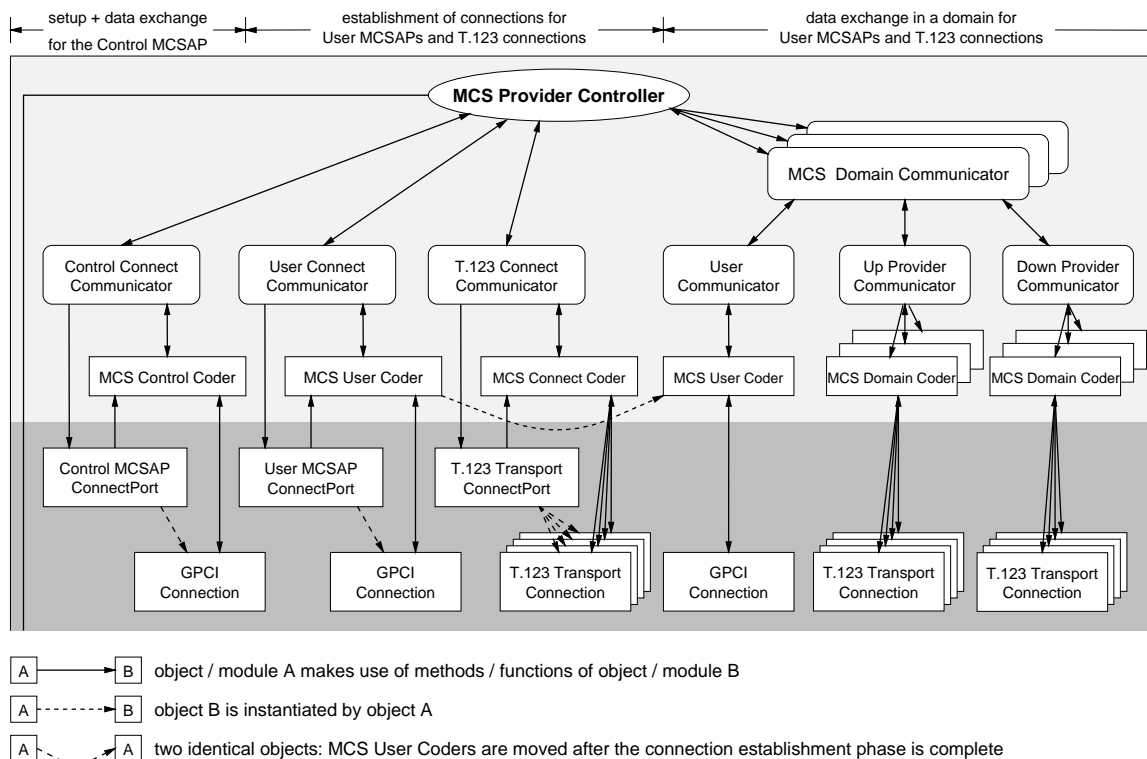 setup + data exchange
for the Control MCSAP
establishment of connections for
User MCSAPs and T.123 connections
data exchange in a domain for
User MCSAPs and T.123 connections
MCS Provider Controller
MCS Domain Communicator
Control Connect
Communicator
User Connect
Communicator
T.123 Connect
Communicator
User
Communicator
Up Provider
Communicator
Down Provider
Communicator
MCS Control Coder
MCS User Coder
MCS Connect Coder
MCS User Coder
MCS Domain Coder
MCS Domain Coder
Control MCSAP
ConnectPort
User MCSAP
ConnectPort
T.123 Transport
ConnectPort
GPCI
Connection
GPCI
Connection
T.123 Transport
Connection
GPCI
Connection
T.123 Transport
Connection
T.123 Transport
Connection
A B object / module A makes use of methods / functions of object / module B
A B object B is instantiated by object A
A A two identical objects: MCS User Coders are moved after the connection establishment phase is complete